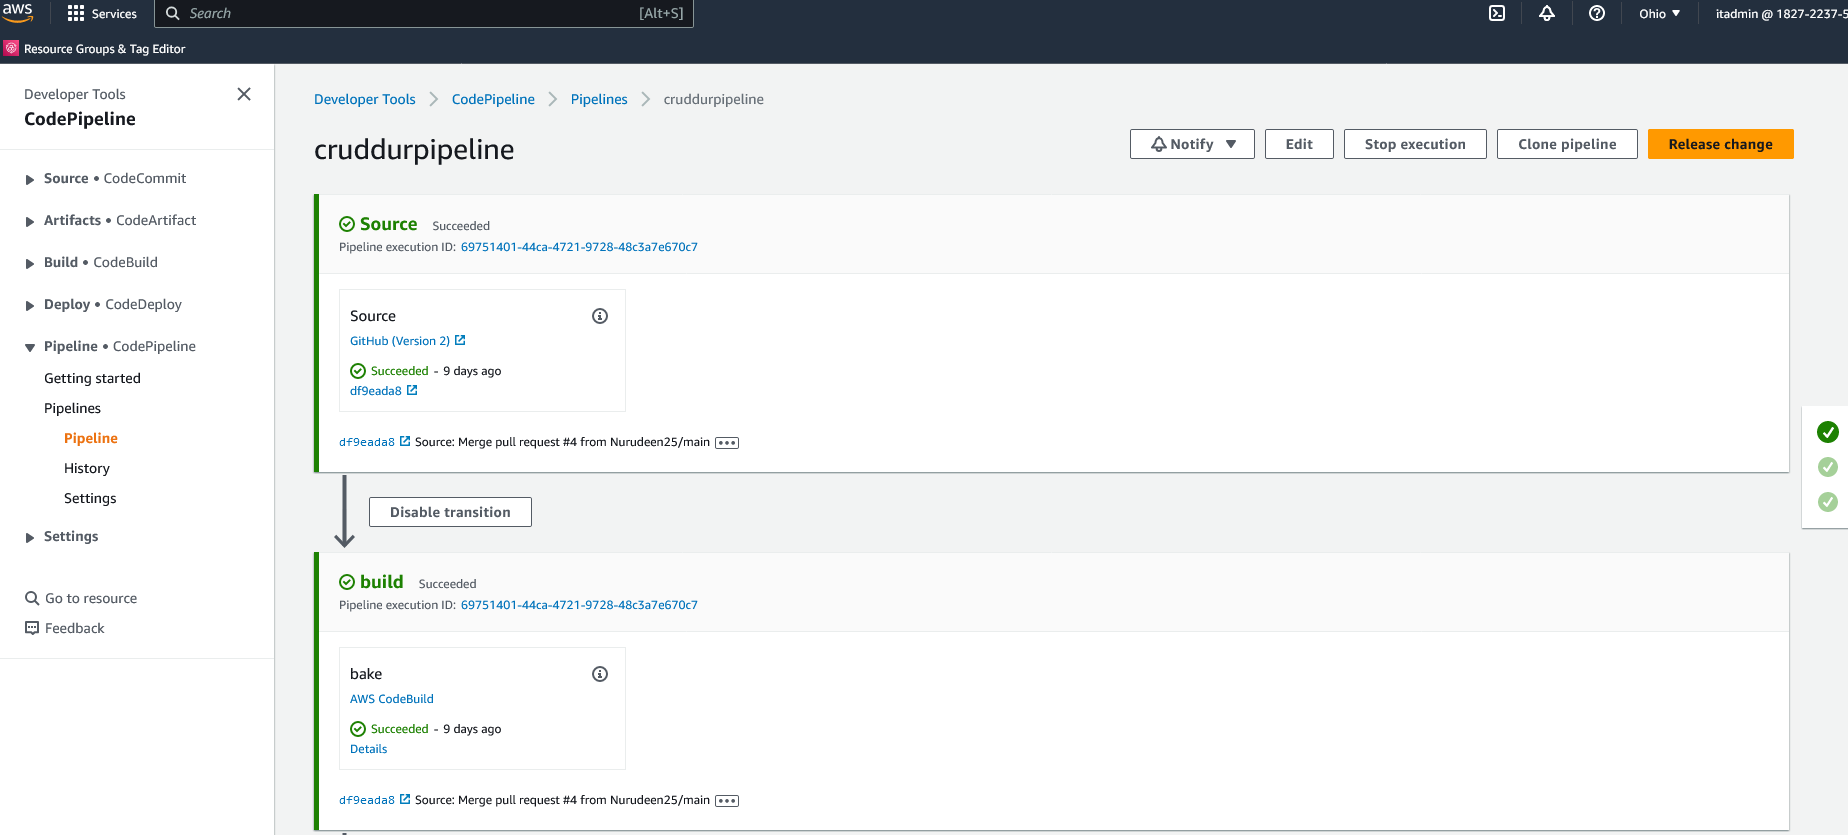 aws
Services
Search
[Alt+S]
Ohio
itadmin @ 1827-2237-5
Resource Groups & Tag Editor
Developer Tools
CodePipeline
Source • CodeCommit
Artifacts • CodeArtifact
Build • CodeBuild
Deploy • CodeDeploy
Pipeline • CodePipeline
Getting started
Pipelines
Pipeline
History
Settings
Settings
Go to resource
Feedback
Developer Tools
CodePipeline
Pipelines
cruddurpipeline
cruddurpipeline
Notify
Edit
Stop execution
Clone pipeline
Release change
Source Succeeded
Pipeline execution ID: 69751401-44ca-4721-9728-48c3a7e670c7
Source
GitHub (Version 2)
Succeeded - 9 days ago
df9eada8
df9eada8 Source: Merge pull request #4 from Nurudeen25/main
Disable transition
build Succeeded
Pipeline execution ID: 69751401-44ca-4721-9728-48c3a7e670c7
bake
AWS CodeBuild
Succeeded - 9 days ago
Details
df9eada8 Source: Merge pull request #4 from Nurudeen25/main